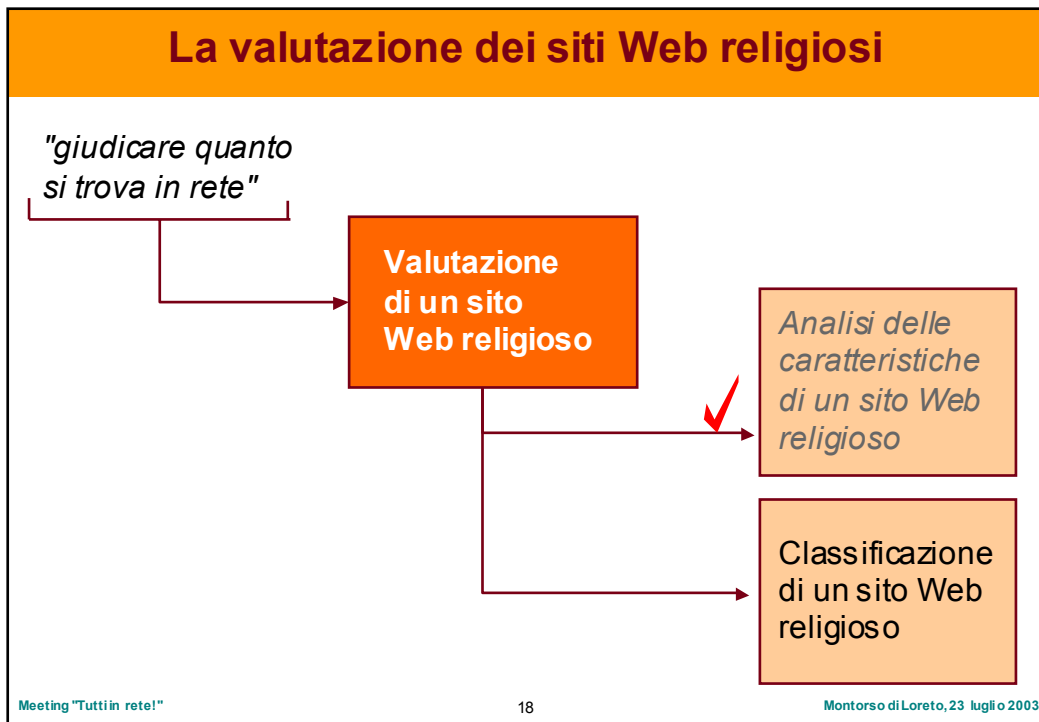 La valutazione dei siti Web religiosi
"giudicare quanto
si trova in rete"
Valutazione
di un sito
Web religioso
Analisi delle
caratteristiche
di un sito Web
religioso
Classificazione
di un sito Web
religioso
Meeting "Tutti in rete!"
18
Montorso di Loreto, 23 luglio 2003